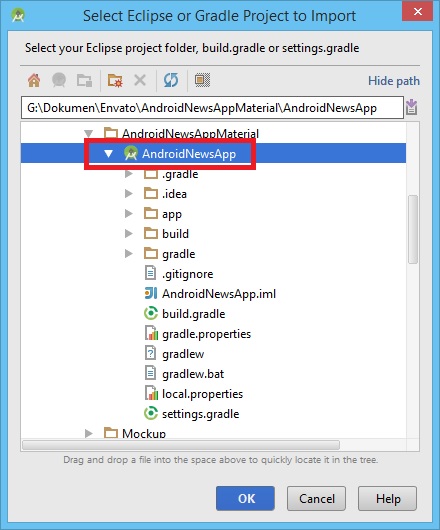 Select Eclipse or Gradle Project to Import
Select your Eclipse project folder, build.gradle or settings.gradle
Hide path
G:\Dokumen\Envato\AndroidNewsAppMaterial\AndroidNewsApp
AndroidNewsAppMaterial
AndroidNewsApp
.gradle
.idea
app
build
gradle
.gitignore
AndroidNewsApp.iml
build.gradle
gradle.properties
gradlew
gradlew.bat
local.properties
settings.gradle
Mockup
Drag and drop a file into the space above to quickly locate it in the tree.
OK Cancel Help